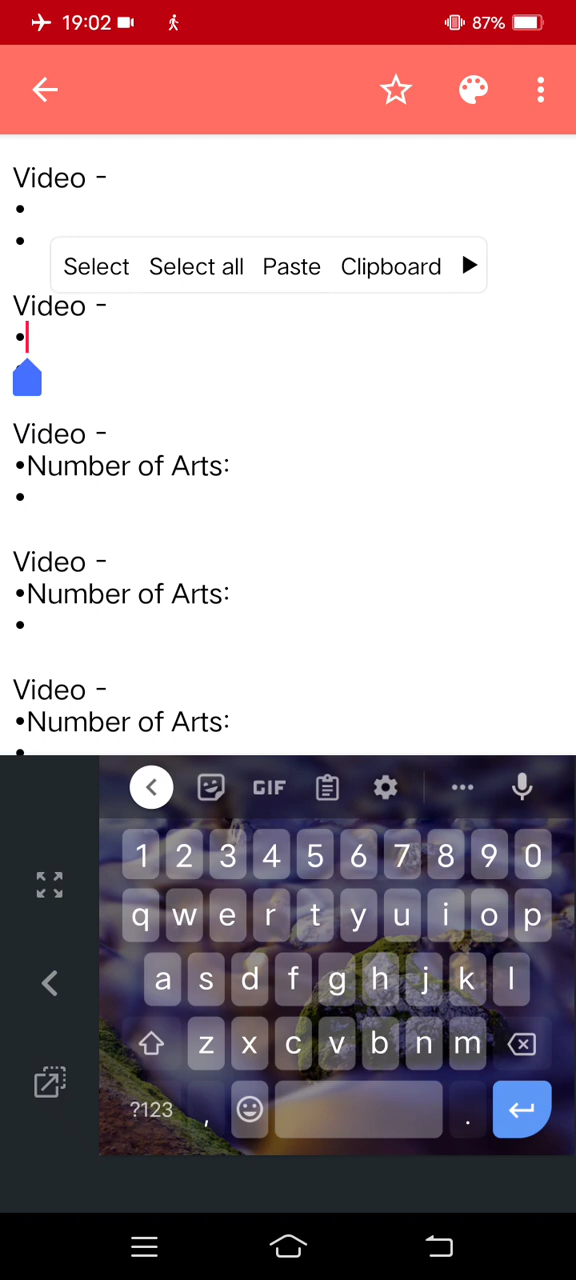 19:02
87%
Video -
•
•
Select Select all Paste Clipboard
Video -
•
Video -
•Number of Arts:
•
Video -
•Number of Arts:
•
Video -
•Number of Arts:
•
GIF
1 2 3 4 5 6 7 8 9 0
q w e r t y u i o p
a s d f g h j k l
z x c v b n m
?123 , .